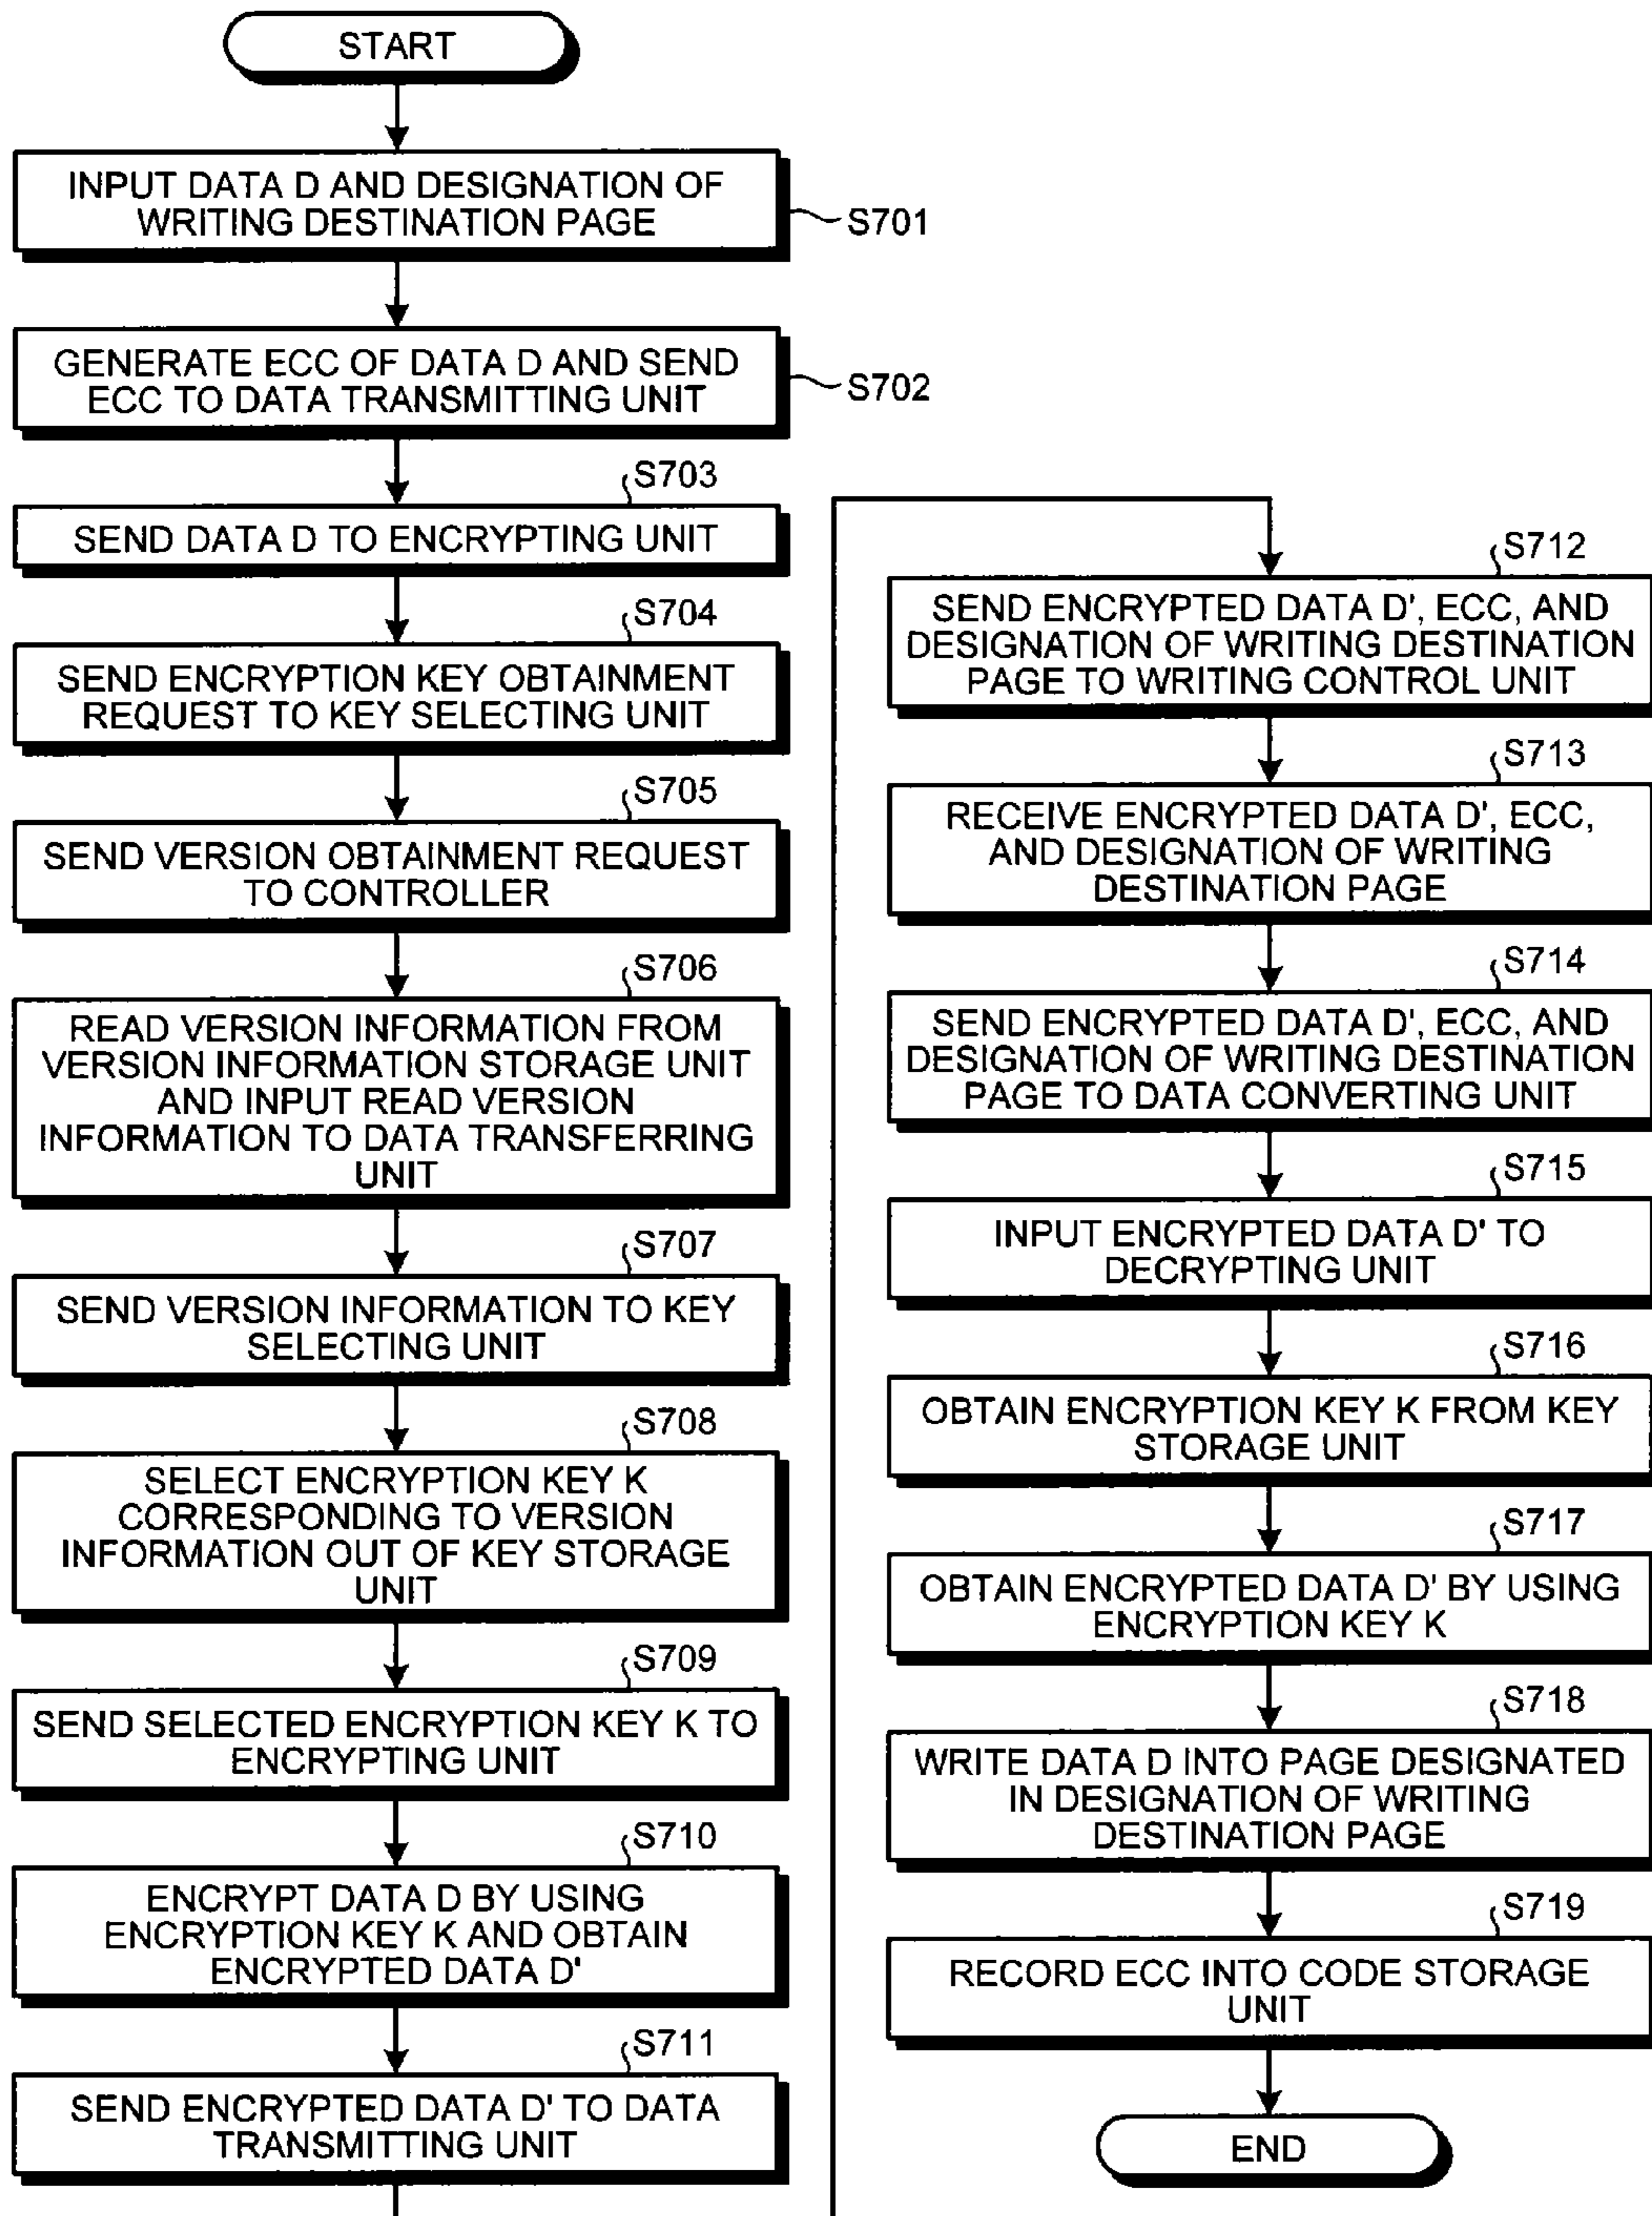 START
INPUT DATA D AND DESIGNATION OF
WRITING DESTINATION PAGE
S701
GENERATE ECC OF DATA D AND SEND
ECC TO DATA TRANSMITTING UNIT
S702
S703
SEND DATA D TO ENCRYPTING UNIT
S704
SEND ENCRYPTION KEY OBTAINMENT
REQUEST TO KEY SELECTING UNIT
S705
SEND VERSION OBTAINMENT REQUEST
TO CONTROLLER
S706
READ VERSION INFORMATION FROM
VERSION INFORMATION STORAGE UNIT
AND INPUT READ VERSION
INFORMATION TO DATA TRANSFERRING
UNIT
S707
SEND VERSION INFORMATION TO KEY
SELECTING UNIT
S708
SELECT ENCRYPTION KEY K
CORRESPONDING TO VERSION
INFORMATION OUT OF KEY STORAGE
UNIT
S709
SEND SELECTED ENCRYPTION KEY K TO
ENCRYPTING UNIT
S710
ENCRYPT DATA D BY USING
ENCRYPTION KEY K AND OBTAIN
ENCRYPTED DATA D'
S711
SEND ENCRYPTED DATA D' TO DATA
TRANSMITTING UNIT
S712
SEND ENCRYPTED DATA D', ECC, AND
DESIGNATION OF WRITING DESTINATION
PAGE TO WRITING CONTROL UNIT
S713
RECEIVE ENCRYPTED DATA D', ECC,
AND DESIGNATION OF WRITING
DESTINATION PAGE
S714
SEND ENCRYPTED DATA D', ECC, AND
DESIGNATION OF WRITING DESTINATION
PAGE TO DATA CONVERTING UNIT
S715
INPUT ENCRYPTED DATA D' TO
DECRYPTING UNIT
S716
OBTAIN ENCRYPTION KEY K FROM KEY
STORAGE UNIT
S717
OBTAIN ENCRYPTED DATA D' BY USING
ENCRYPTION KEY K
S718
WRITE DATA D INTO PAGE DESIGNATED
IN DESIGNATION OF WRITING
DESTINATION PAGE
S719
RECORD ECC INTO CODE STORAGE
UNIT
END